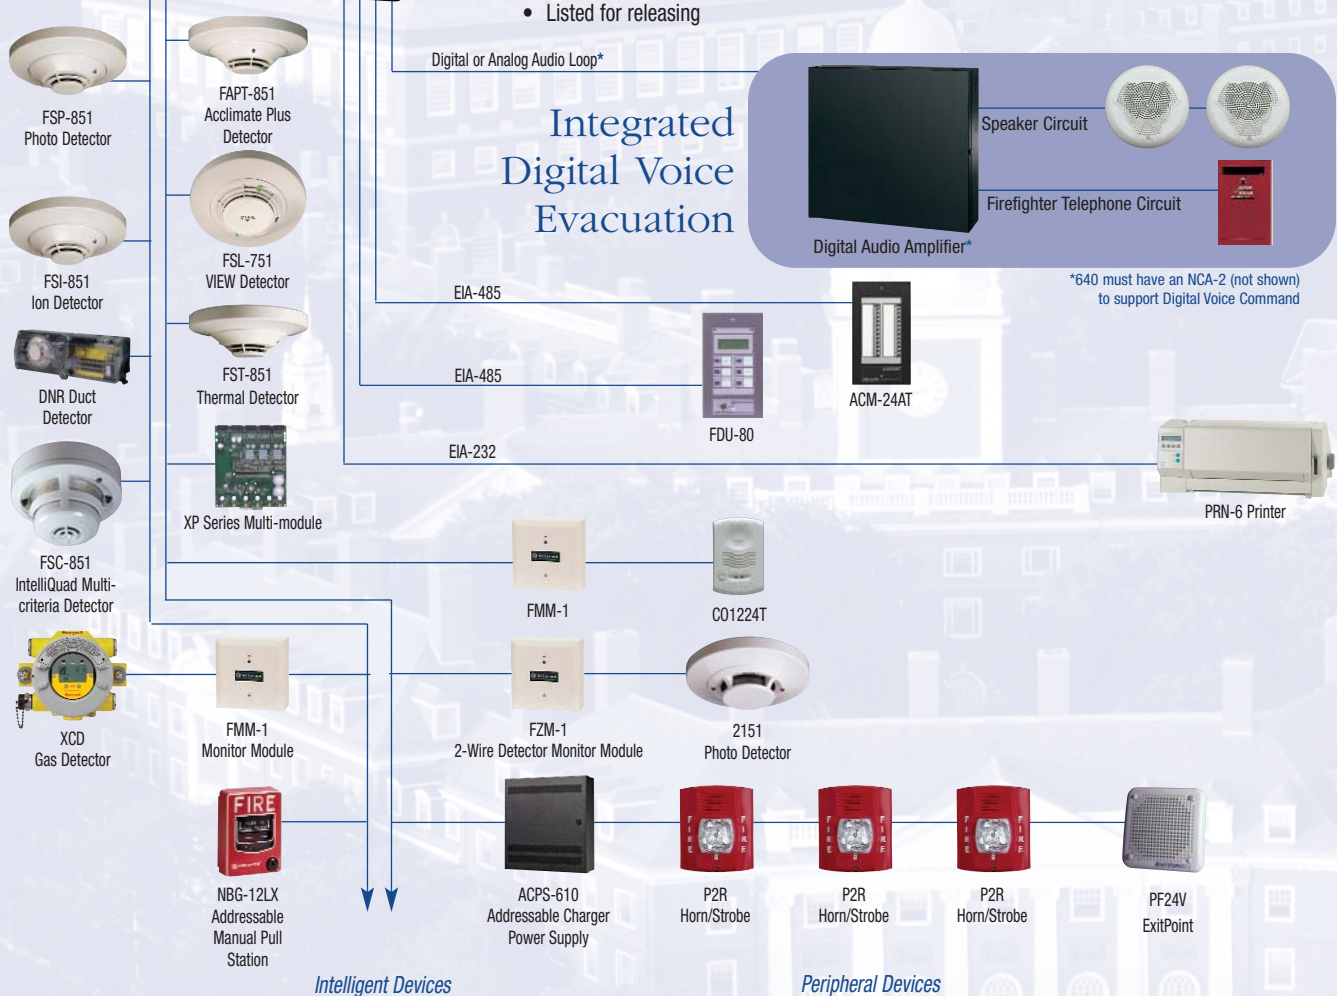 • Listed for releasing
Digital or Analog Audio Loop*
FSP-851
Photo Detector
FAPT-851
Acclimate Plus
Detector
Integrated
Digital Voice
Evacuation
Speaker Circuit
Firefighter Telephone Circuit
Digital Audio Amplifier*
*640 must have an NCA-2 (not shown)
to support Digital Voice Command
FSI-851
Ion Detector
FSL-751
VIEW Detector
EIA-485
ACM-24AT
DNR Duct
Detector
FST-851
Thermal Detector
EIA-485
FDU-80
EIA-232
PRN-6 Printer
FSC-851
IntelliQuad Multi-
criteria Detector
XP Series Multi-module
FMM-1
CO1224T
XCD
Gas Detector
FMM-1
Monitor Module
FZM-1
2-Wire Detector Monitor Module
2151
Photo Detector
FIRE
NBG-12LX
Addressable
Manual Pull
Station
ACPS-610
Addressable Charger
Power Supply
FIRE
FIRE
P2R
Horn/Strobe
FIRE
FIRE
P2R
Horn/Strobe
FIRE
FIRE
P2R
Horn/Strobe
PF24V
ExitPoint
Intelligent Devices
Peripheral Devices